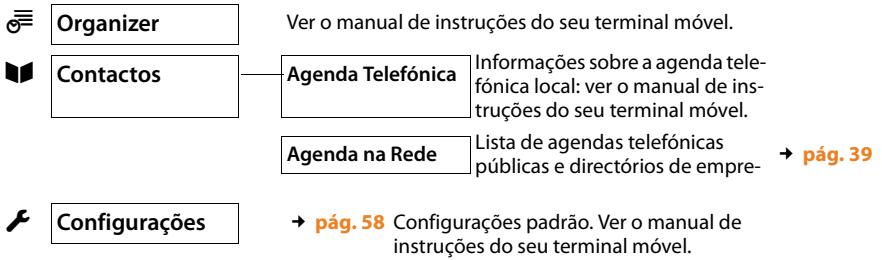 Organizer
Ver o manual de instruções do seu terminal móvel.
Contactos
Agenda Telefónica
Informações sobre a agenda tele-
fónica local: ver o manual de ins-
truções do seu terminal móvel.
Agenda na Rede
Lista de agendas telefónicas
públicas e directórios de empre-
➜ pág. 39
Configurações
➜ pág. 58 Configurações padrão. Ver o manual de
instruções do seu terminal móvel.